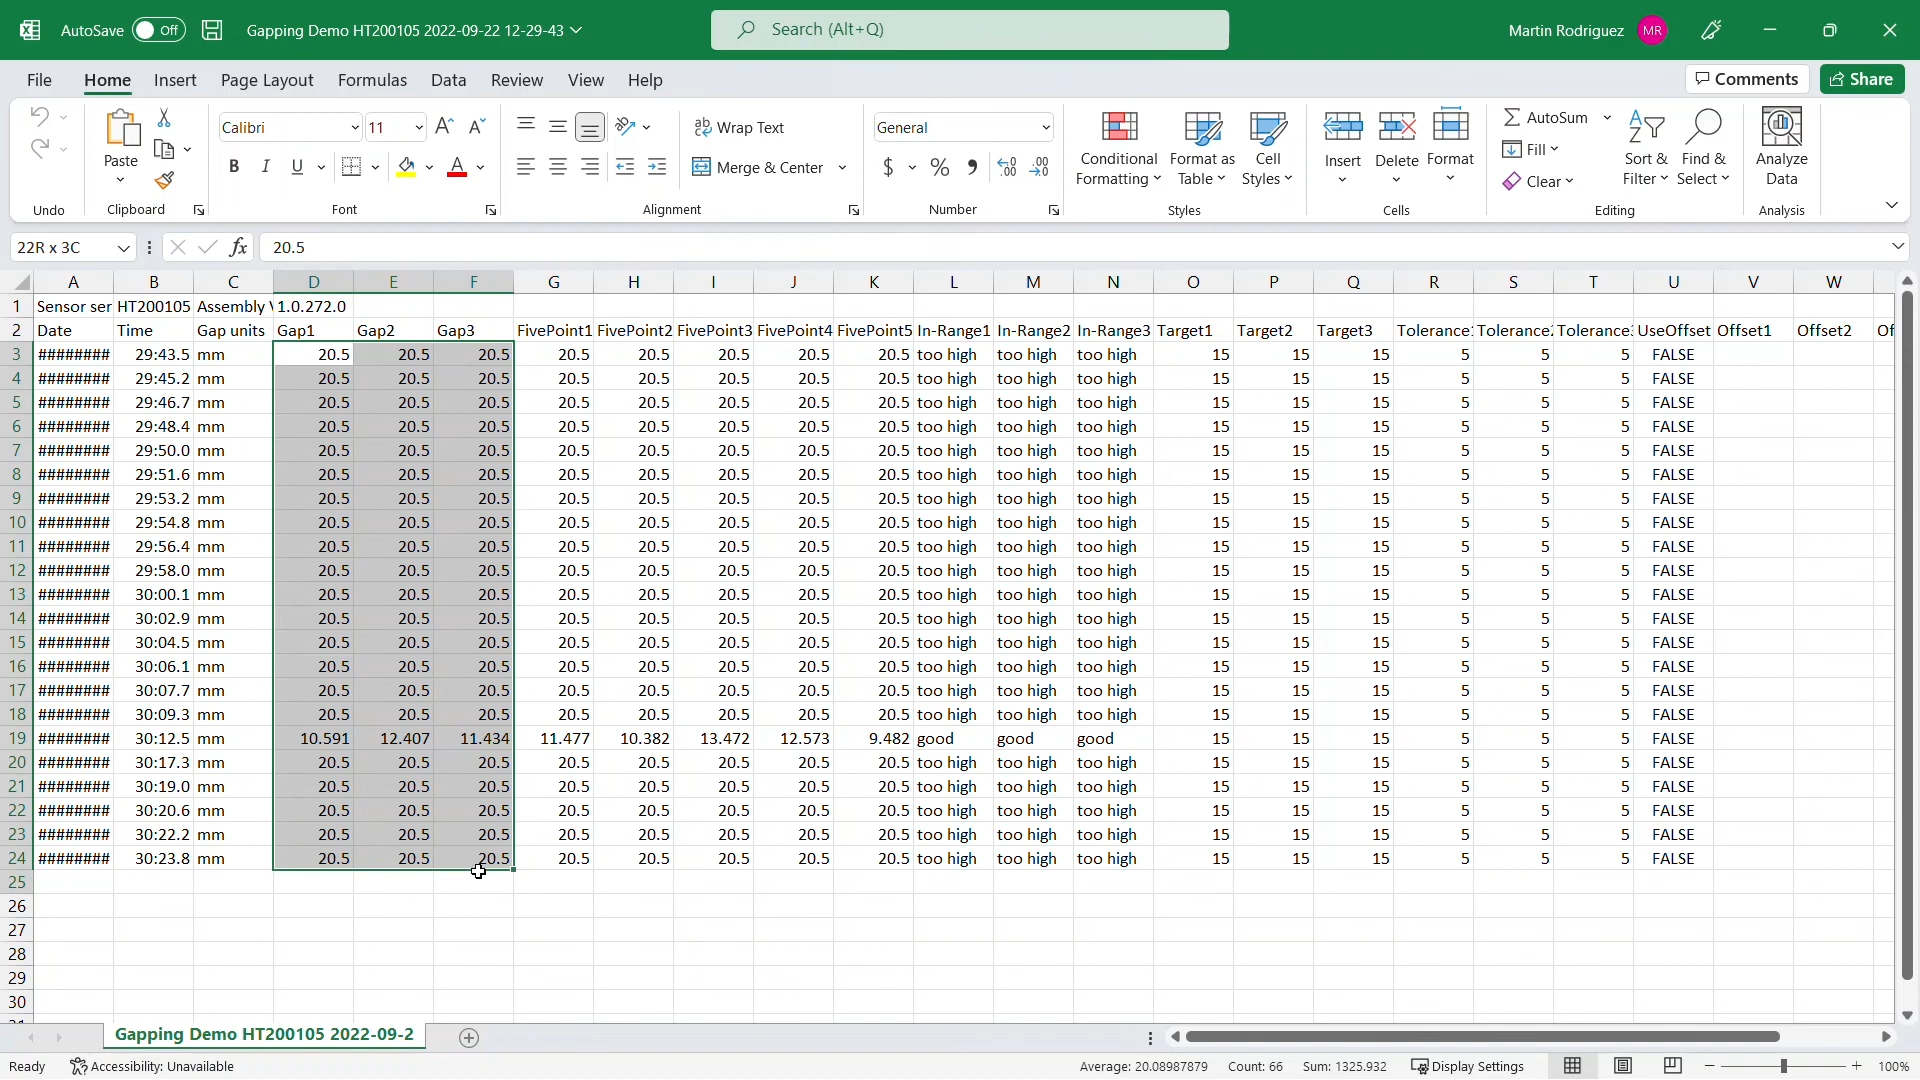 AutoSave Off Gapping Demo HT200105 2022-09-22 12-29-43 Search (Alt+Q) Martin Rodriguez MR
File Home Insert Page Layout Formulas Data Review View Help Comments Share
Calibri 11 Wrap Text General AutoSum
Paste B I U Merge & Center $ % Conditional Formatting Format as Table Cell Styles Insert Delete Format Fill Clear Sort & Filter Find & Select Analyze Data
Undo Clipboard Font Alignment Number Styles Cells Editing Analysis
22R x 3C fx 20.5
A B C D E F G H I J K L M N O P Q R S T U V W
1 Sensor ser HT200105 Assembly V 1.0.272.0
2 Date Time Gap units Gap1 Gap2 Gap3 FivePoint1 FivePoint2 FivePoint3 FivePoint4 FivePoint5 In-Range1 In-Range2 In-Range3 Target1 Target2 Target3 Tolerance1 Tolerance2 Tolerance3 UseOffset Offset1 Offset2 Of
3 ######## 29:43.5 mm 20.5 20.5 20.5 20.5 20.5 20.5 20.5 20.5 too high too high too high 15 15 15 5 5 5 FALSE
4 ######## 29:45.2 mm 20.5 20.5 20.5 20.5 20.5 20.5 20.5 20.5 too high too high too high 15 15 15 5 5 5 FALSE
5 ######## 29:46.7 mm 20.5 20.5 20.5 20.5 20.5 20.5 20.5 20.5 too high too high too high 15 15 15 5 5 5 FALSE
6 ######## 29:48.4 mm 20.5 20.5 20.5 20.5 20.5 20.5 20.5 20.5 too high too high too high 15 15 15 5 5 5 FALSE
7 ######## 29:50.0 mm 20.5 20.5 20.5 20.5 20.5 20.5 20.5 20.5 too high too high too high 15 15 15 5 5 5 FALSE
8 ######## 29:51.6 mm 20.5 20.5 20.5 20.5 20.5 20.5 20.5 20.5 too high too high too high 15 15 15 5 5 5 FALSE
9 ######## 29:53.2 mm 20.5 20.5 20.5 20.5 20.5 20.5 20.5 20.5 too high too high too high 15 15 15 5 5 5 FALSE
10 ######## 29:54.8 mm 20.5 20.5 20.5 20.5 20.5 20.5 20.5 20.5 too high too high too high 15 15 15 5 5 5 FALSE
11 ######## 29:56.4 mm 20.5 20.5 20.5 20.5 20.5 20.5 20.5 20.5 too high too high too high 15 15 15 5 5 5 FALSE
12 ######## 29:58.0 mm 20.5 20.5 20.5 20.5 20.5 20.5 20.5 20.5 too high too high too high 15 15 15 5 5 5 FALSE
13 ######## 30:00.1 mm 20.5 20.5 20.5 20.5 20.5 20.5 20.5 20.5 too high too high too high 15 15 15 5 5 5 FALSE
14 ######## 30:02.9 mm 20.5 20.5 20.5 20.5 20.5 20.5 20.5 20.5 too high too high too high 15 15 15 5 5 5 FALSE
15 ######## 30:04.5 mm 20.5 20.5 20.5 20.5 20.5 20.5 20.5 20.5 too high too high too high 15 15 15 5 5 5 FALSE
16 ######## 30:06.1 mm 20.5 20.5 20.5 20.5 20.5 20.5 20.5 20.5 too high too high too high 15 15 15 5 5 5 FALSE
17 ######## 30:07.7 mm 20.5 20.5 20.5 20.5 20.5 20.5 20.5 20.5 too high too high too high 15 15 15 5 5 5 FALSE
18 ######## 30:09.3 mm 20.5 20.5 20.5 20.5 20.5 20.5 20.5 20.5 too high too high too high 15 15 15 5 5 5 FALSE
19 ######## 30:12.5 mm 10.591 12.407 11.434 11.477 10.382 13.472 12.573 9.482 good good good 15 15 15 5 5 5 FALSE
20 ######## 30:17.3 mm 20.5 20.5 20.5 20.5 20.5 20.5 20.5 20.5 too high too high too high 15 15 15 5 5 5 FALSE
21 ######## 30:19.0 mm 20.5 20.5 20.5 20.5 20.5 20.5 20.5 20.5 too high too high too high 15 15 15 5 5 5 FALSE
22 ######## 30:20.6 mm 20.5 20.5 20.5 20.5 20.5 20.5 20.5 20.5 too high too high too high 15 15 15 5 5 5 FALSE
23 ######## 30:22.2 mm 20.5 20.5 20.5 20.5 20.5 20.5 20.5 20.5 too high too high too high 15 15 15 5 5 5 FALSE
24 ######## 30:23.8 mm 20.5 20.5 20.5 20.5 20.5 20.5 20.5 20.5 too high too high too high 15 15 15 5 5 5 FALSE
25
26
27
28
29
30
Gapping Demo HT200105 2022-09-2
Ready Accessibility: Unavailable Average: 20.08987879 Count: 66 Sum: 1325.932 Display Settings 100%